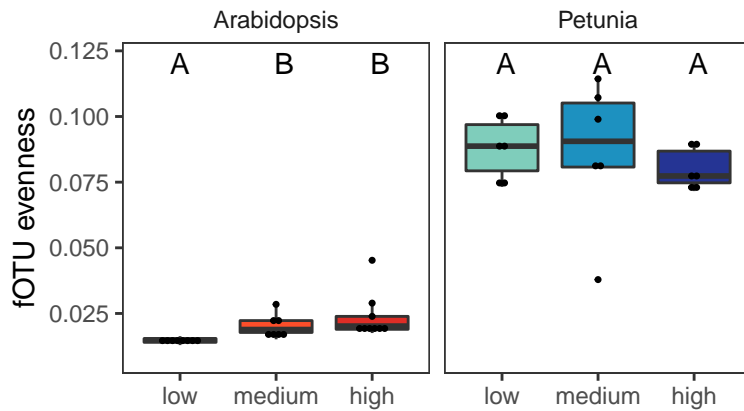 Arabidopsis Petunia
fOTU evenness
0.125
0.100
0.075
0.050
0.025
A B B A A A
low medium high low medium high